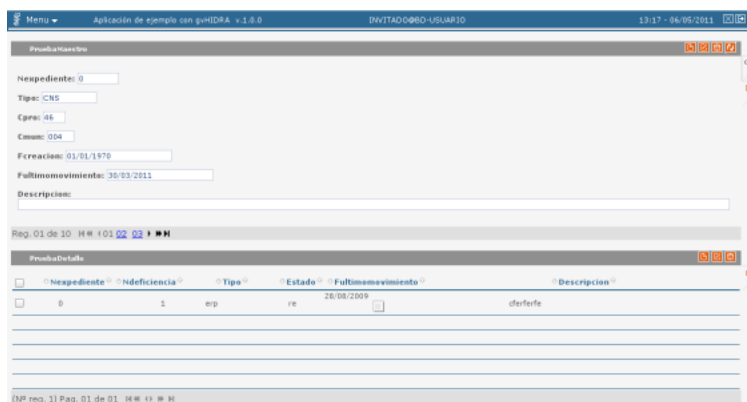 Menu Aplicación de ejemplo con gvHIDRA v.1.0.0 INVITADO@BD-USUARIO 13:17 - 06/05/2011
PruebaMaestro
Nexpediente: 0
Tipo: CNS
Cpro: 46
Cmun: 004
Fcreacion: 01/01/1970
Fultimomovimiento: 30/03/2011
Descripcion:
Reg. 01 de 10 01 02 03
PruebaDetalle
Nexpediente Ndeficiencia Tipo Estado Fultimomovimiento Descripcion
0 1 erp re 28/08/2009 cferferfe
(Nº reg. 1) Pag. 01 de 01